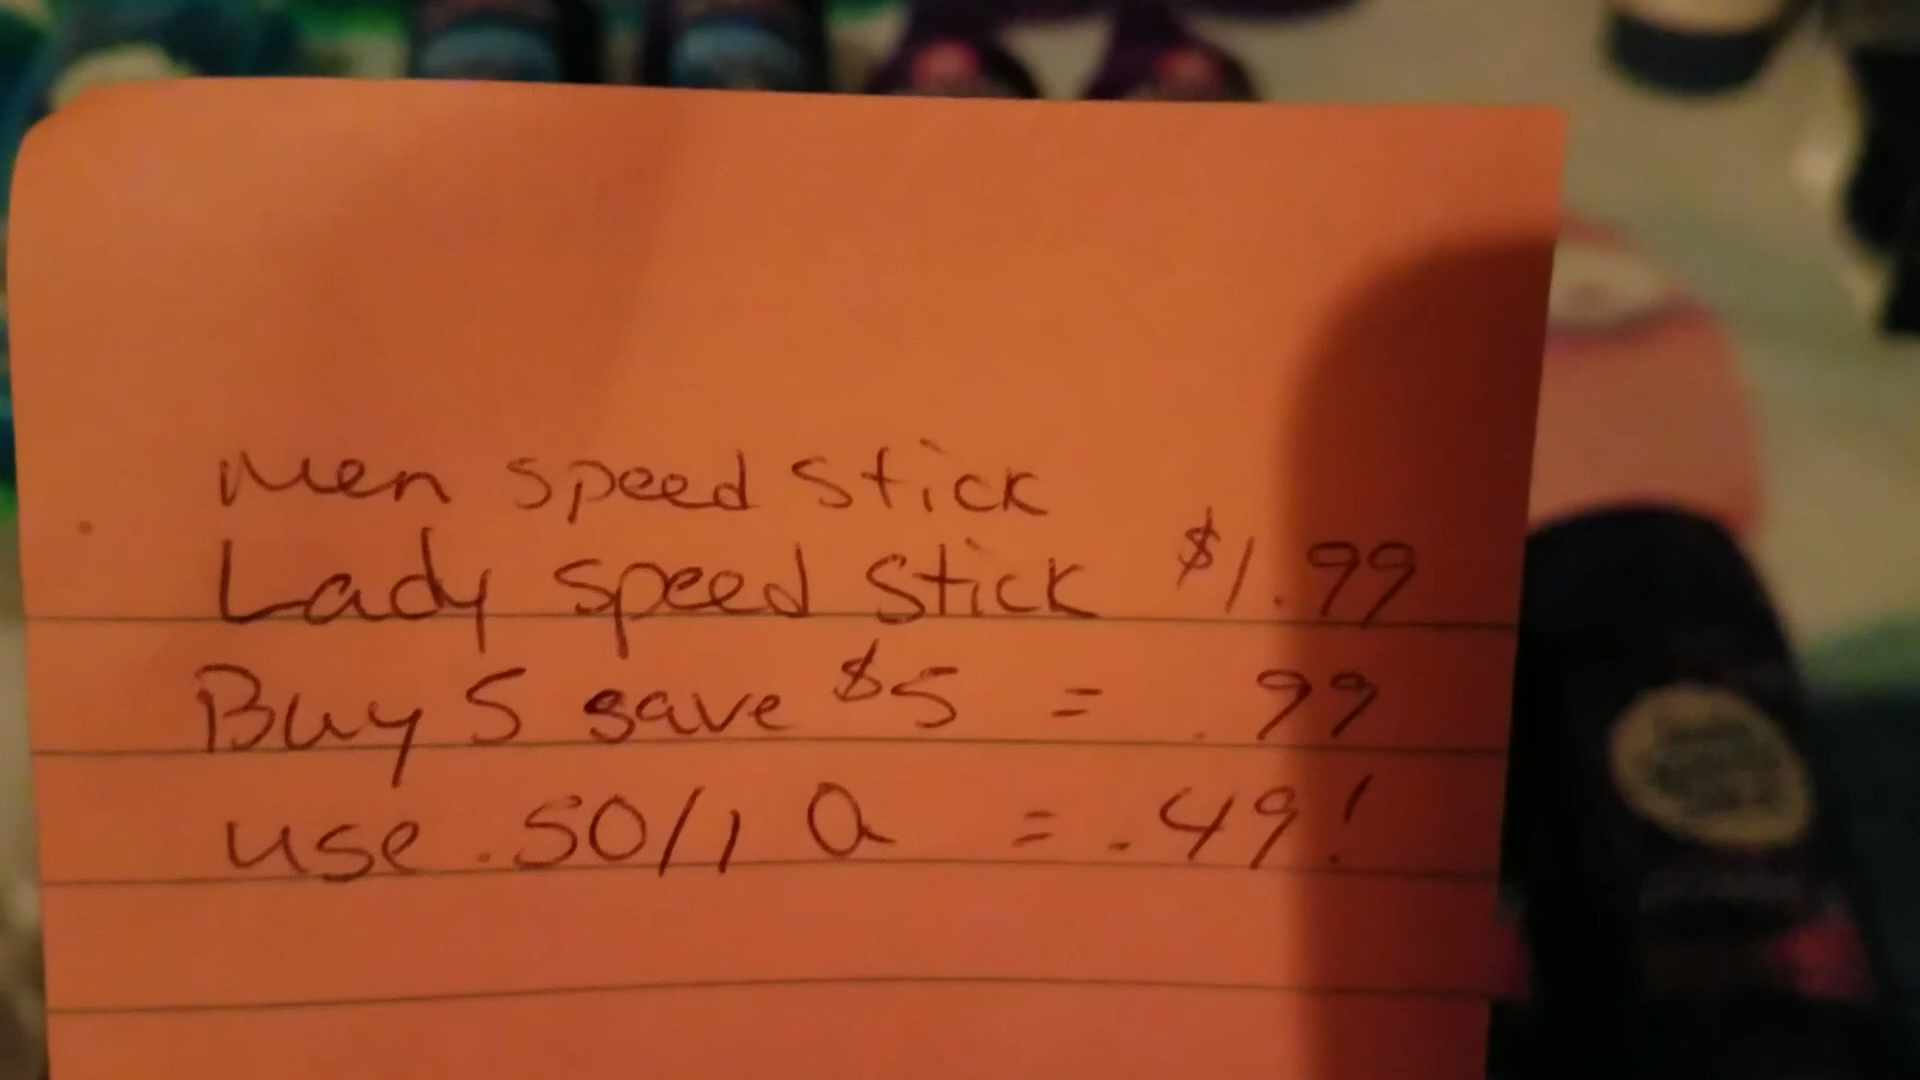 Men speed stick
Lady speed stick $1.99
Buy 5 save $5 = .99
use .50/1 Q = .49!